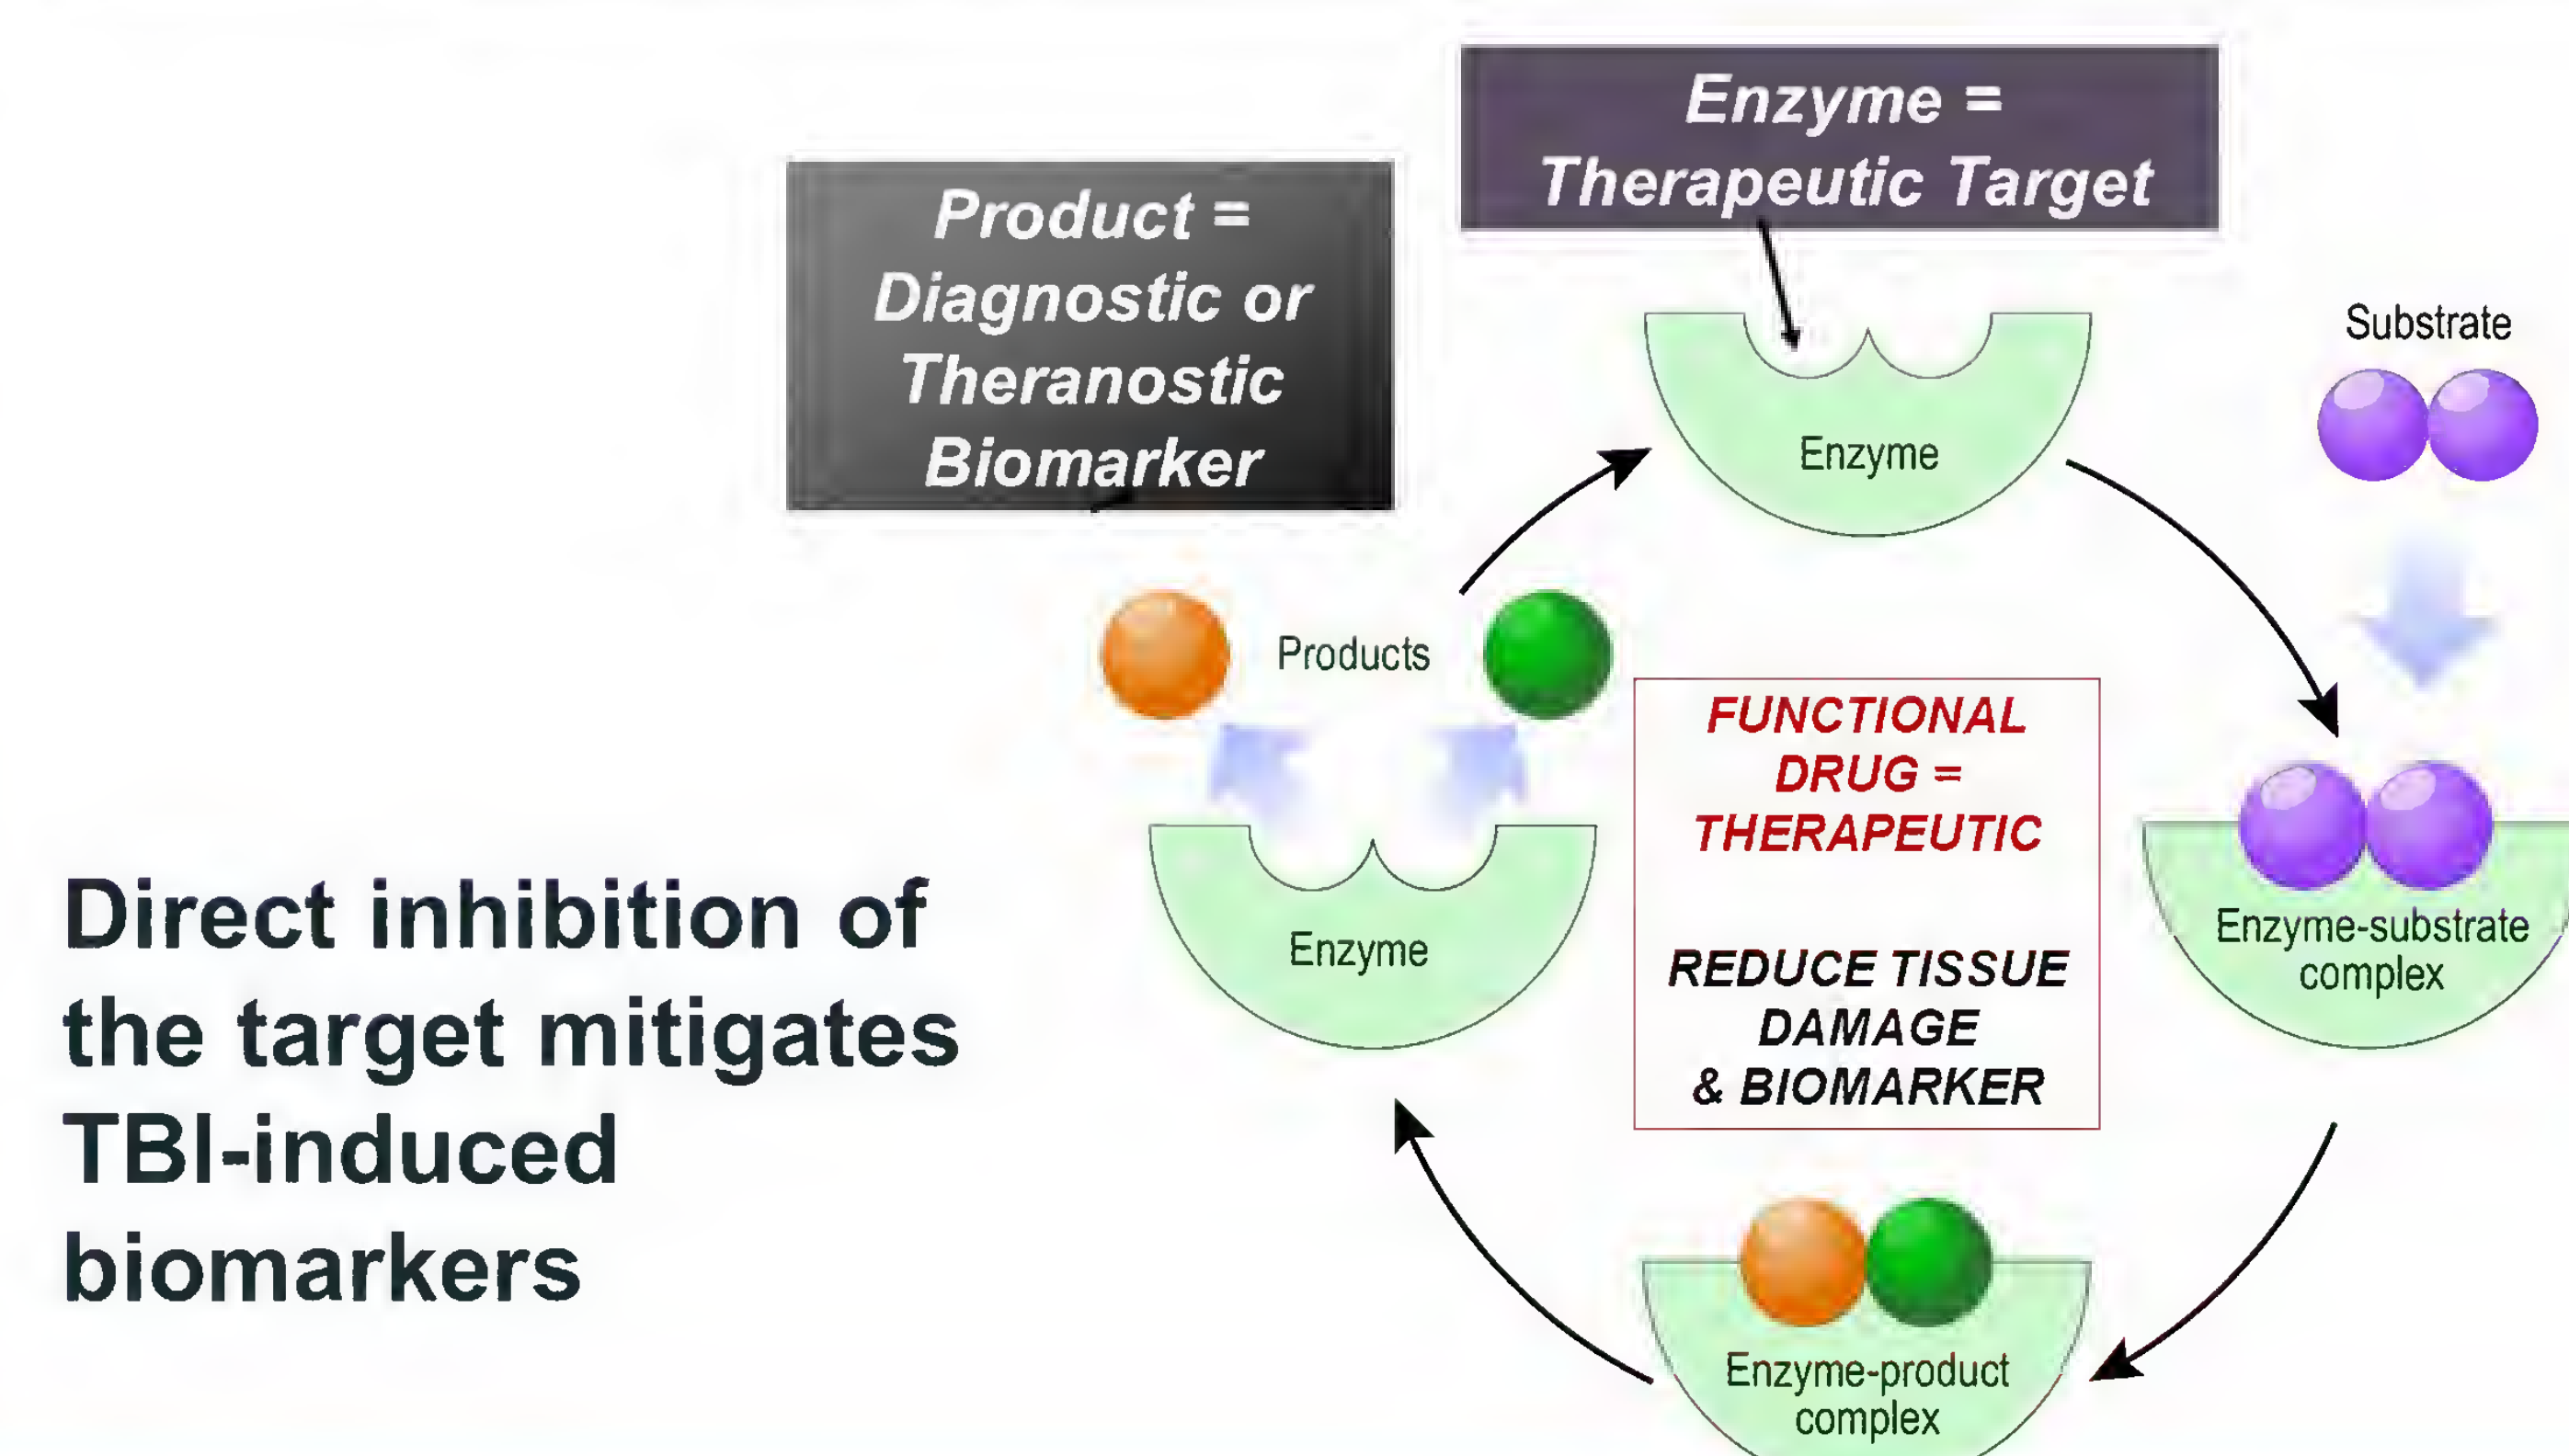 Enzyme =
Therapeutic Target
Product =
Diagnostic or
Theranostic
Biomarker
Substrate
Enzyme
Products
FUNCTIONAL
DRUG =
THERAPEUTIC
REDUCE TISSUE
DAMAGE
& BIOMARKER
Enzyme
Enzyme-substrate
complex
Enzyme-product
complex
Direct inhibition of
the target mitigates
TBI-induced
biomarkers